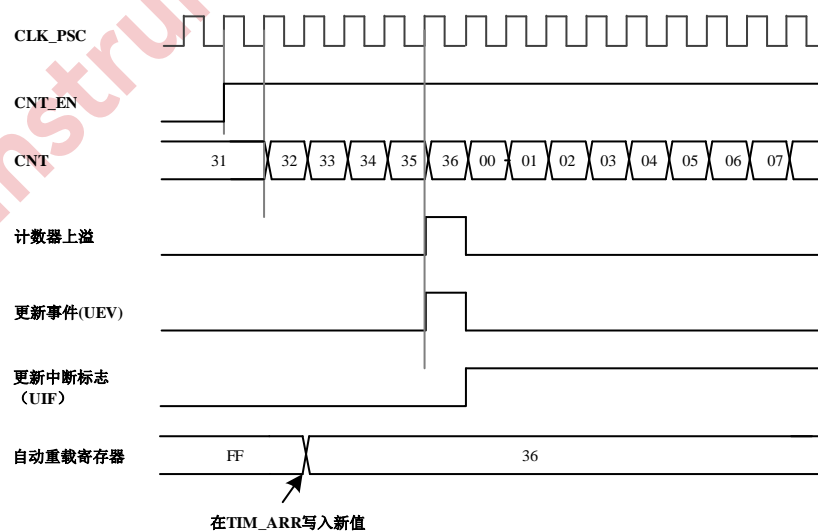 CLK_PSC
CNT_EN
CNT 31 32 33 34 35 36 00 01 02 03 04 05 06 07
计数器上溢
更新事件(UEV)
更新中断标志
（UIF）
自动重载寄存器 FF 36
在TIM_ARR写入新值